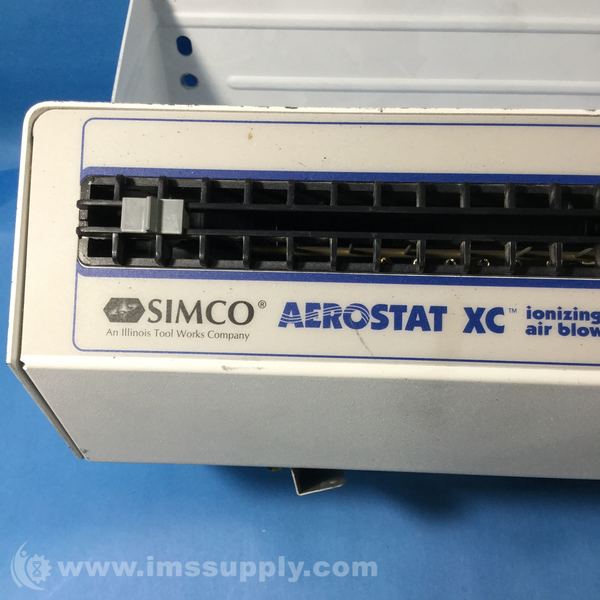 SIMCO®
An Illinois Tool Works Company
AEROSTAT XC™
ionizing
air blow
www.imssupply.com